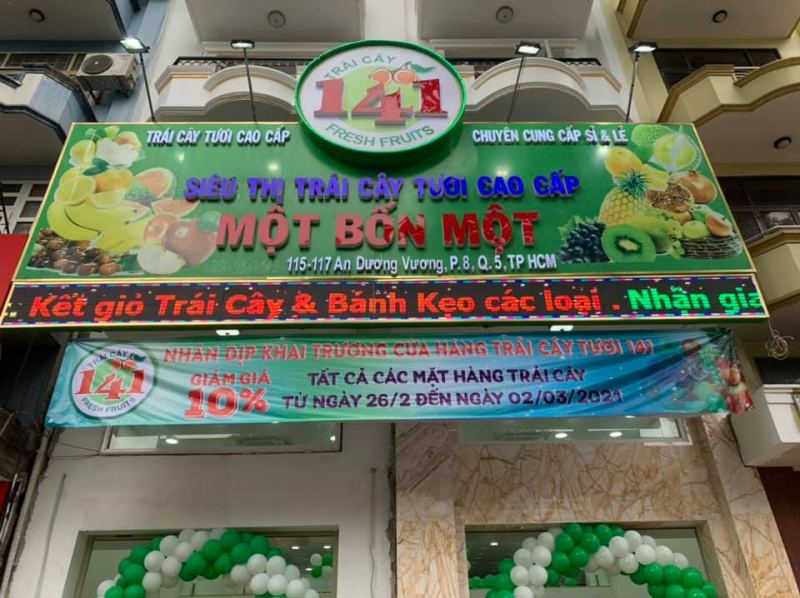 TRÁI CÂY
141
FRESH FRUITS
TRÁI CÂY TƯƠI CAO CẤP
CHUYÊN CUNG CẤP SỈ & LẺ
SIÊU THỊ TRÁI CÂY TƯƠI CAO CẤP
MỘT BỐN MỘT
115-117 An Dương Vương, P. 8, Q. 5, TP HCM
Kết giỏ Trái Cây & Bánh Kẹo các loại . Nhận gia
TRÁI CÂY
141
FRESH FRUITS
NHÂN DỊP KHAI TRƯƠNG CỬA HÀNG TRÁI CÂY TƯƠI 141
GIẢM GIÁ
10%
TẤT CẢ CÁC MẶT HÀNG TRÁI CÂY
TỪ NGÀY 26/2 ĐẾN NGÀY 02/03/2021